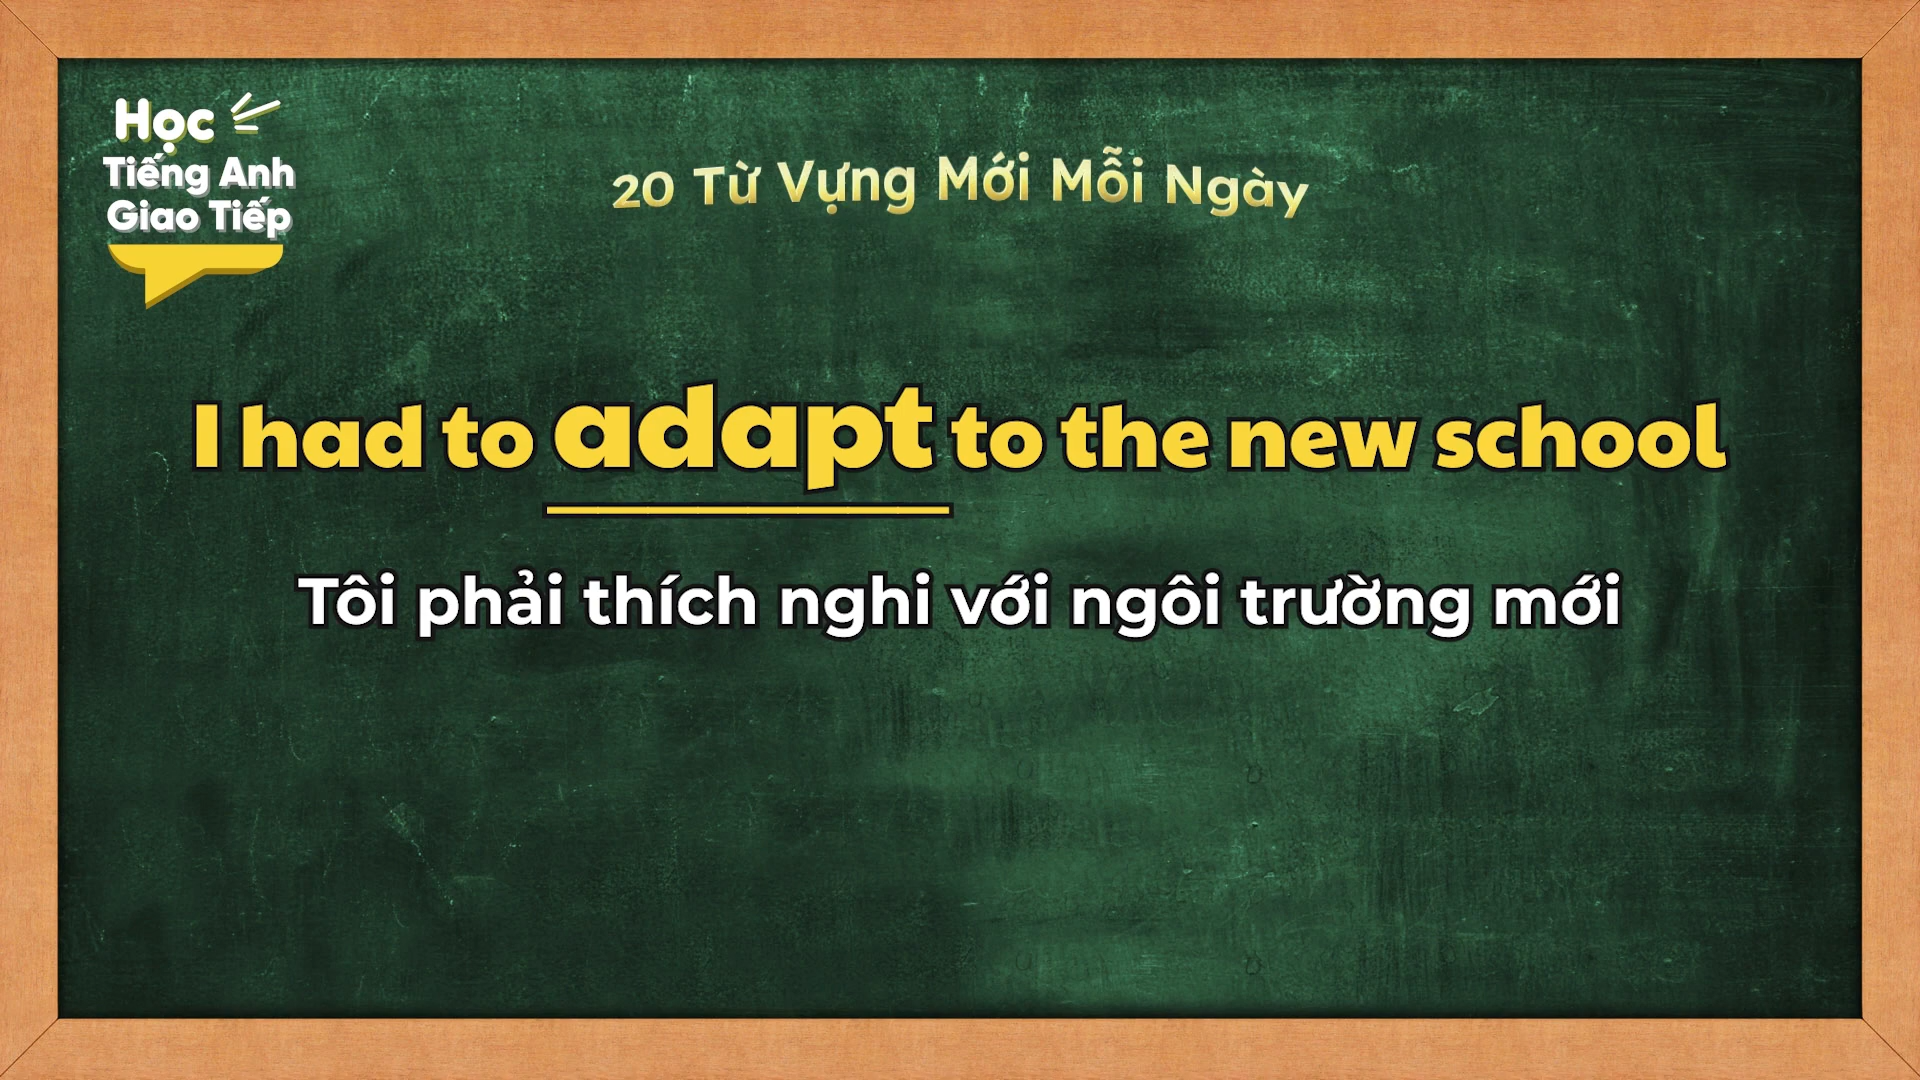 Học
Tiếng Anh
Giao Tiếp
20 Từ Vựng Mới Mỗi Ngày
I had to adapt to the new school
Tôi phải thích nghi với ngôi trường mới